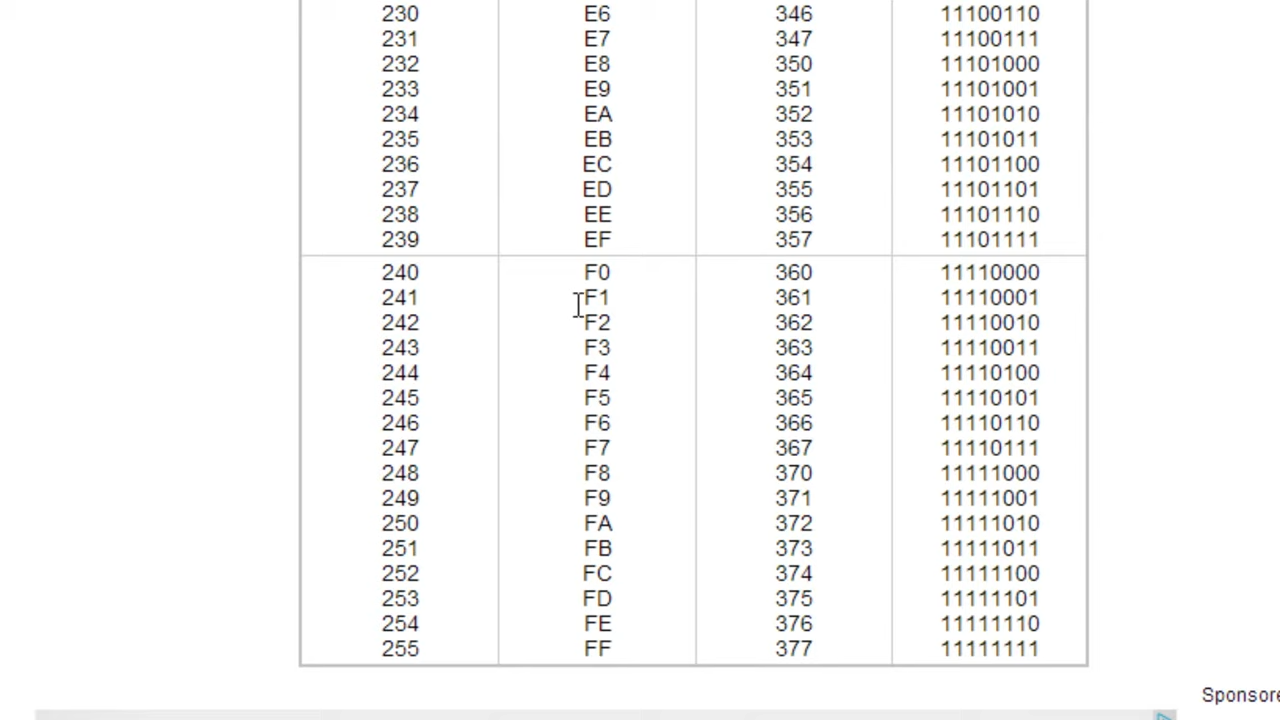 230 E6 346 11100110
231 E7 347 11100111
232 E8 350 11101000
233 E9 351 11101001
234 EA 352 11101010
235 EB 353 11101011
236 EC 354 11101100
237 ED 355 11101101
238 EE 356 11101110
239 EF 357 11101111
240 F0 360 11110000
241 F1 361 11110001
242 F2 362 11110010
243 F3 363 11110011
244 F4 364 11110100
245 F5 365 11110101
246 F6 366 11110110
247 F7 367 11110111
248 F8 370 11111000
249 F9 371 11111001
250 FA 372 11111010
251 FB 373 11111011
252 FC 374 11111100
253 FD 375 11111101
254 FE 376 11111110
255 FF 377 11111111
Sponsore